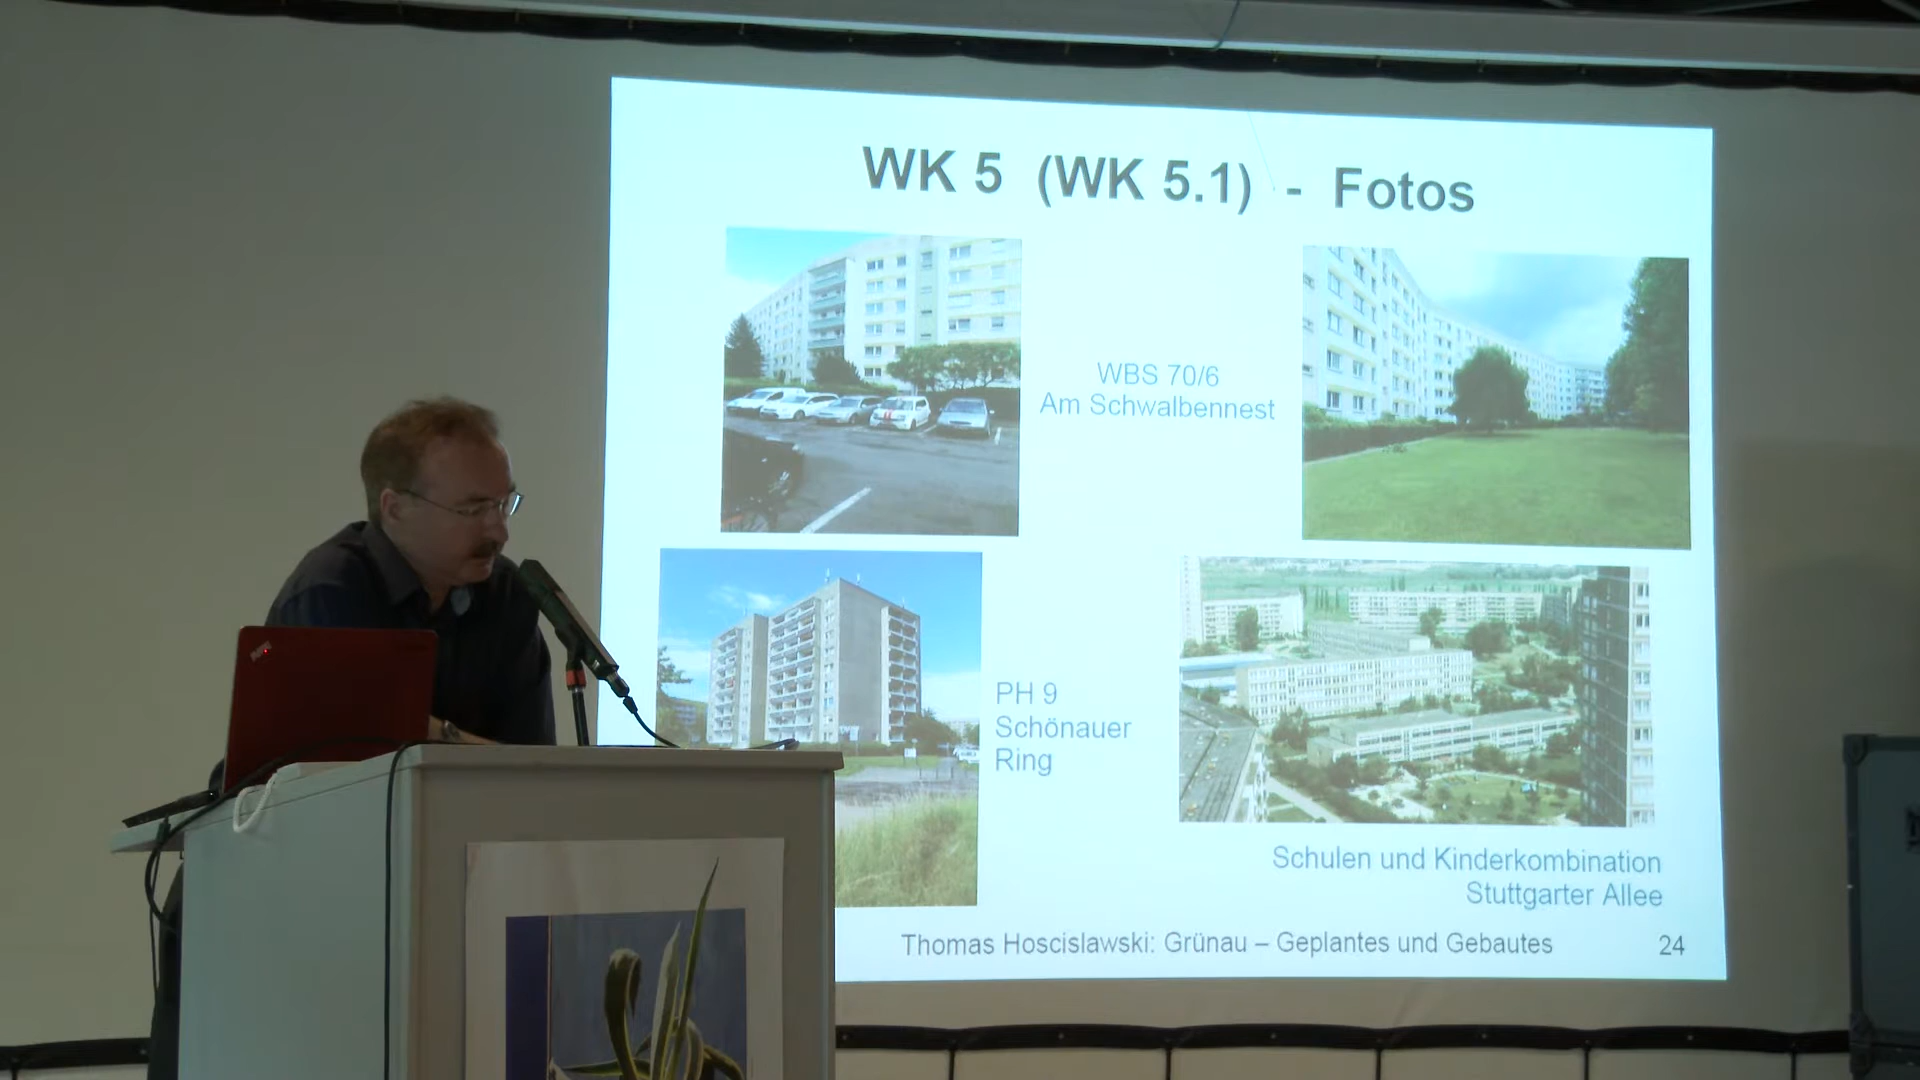 WK 5 (WK 5.1) - Fotos
WBS 70/6
Am Schwalbennest
PH 9
Schönauer
Ring
Schulen und Kinderkombination
Stuttgarter Allee
Thomas Hoscislawski: Grünau – Geplantes und Gebautes
24